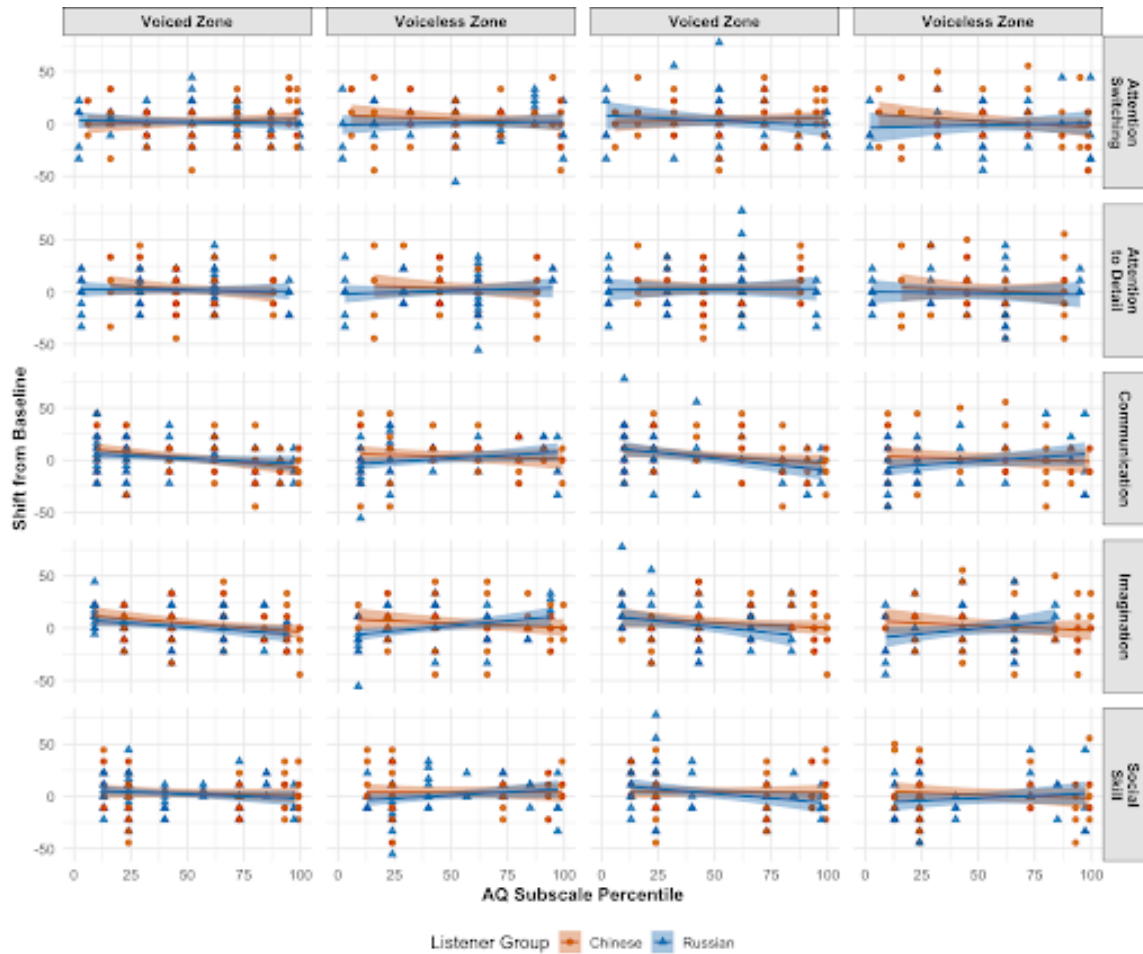 Voiced Zone Voiceless Zone Voiced Zone Voiceless Zone
50
0
-50
Attention
Switching
50
0
-50
Attention
to Detail
50
0
-50
Communication
50
0
-50
Imagination
50
0
-50
Social
Skill
Shift from Baseline
0 25 50 75 100 0 25 50 75 100 0 25 50 75 100 0 25 50 75 100
AQ Subscale Percentile
Listener Group Chinese Russian